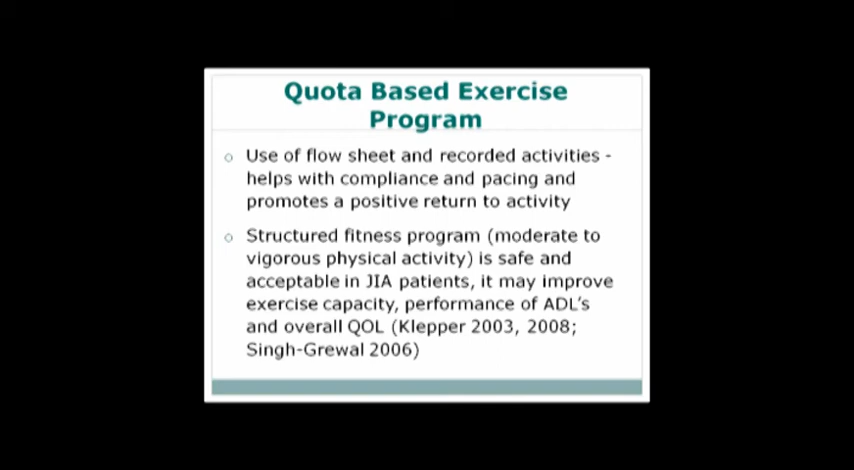 Quota Based Exercise
Program
o Use of flow sheet and recorded activities -
helps with compliance and pacing and
promotes a positive return to activity
o Structured fitness program (moderate to
vigorous physical activity) is safe and
acceptable in JIA patients, it may improve
exercise capacity, performance of ADL’s
and overall QOL (Klepper 2003, 2008;
Singh-Grewal 2006)